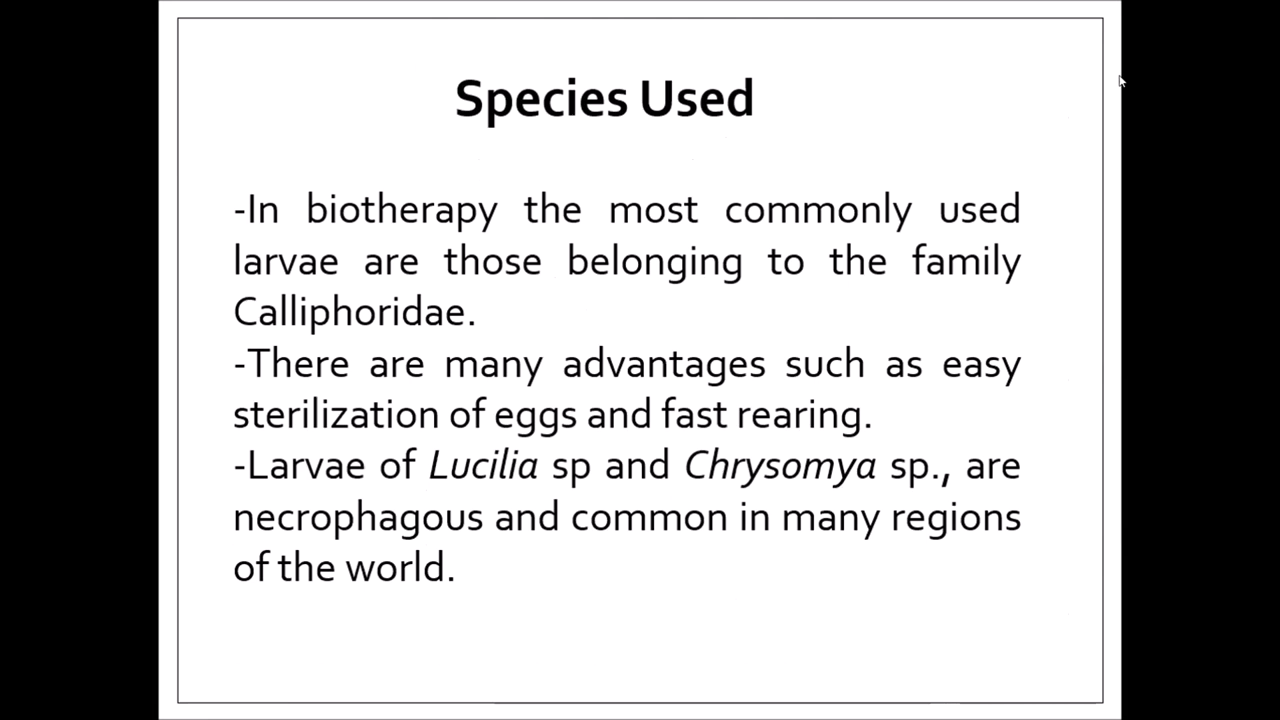 Species Used
-In biotherapy the most commonly used
larvae are those belonging to the family
Calliphoridae.
-There are many advantages such as easy
sterilization of eggs and fast rearing.
-Larvae of Lucilia sp and Chrysomya sp., are
necrophagous and common in many regions
of the world.